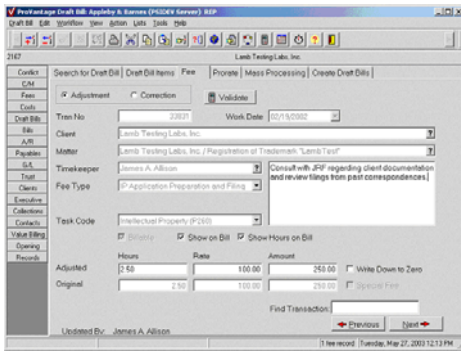 ProVantage Draft Bill: Appleby & Barnes (PSIDEV Server) REP
Draft Bill Edit Workflow View Action Lists Tools Help
2167 Lamb Testing Labs, Inc.
Conflict
C/M
Fees
Costs
Draft Bills
Bills
A/R
Payables
G/L
Trust
Clients
Executive
Collections
Contacts
Value Billing
Opening
Records
Search for Draft Bill Draft Bill Items Fee Prorate Mass Processing Create Draft Bills
Adjustment Correction Validate
Tran No 33831 Work Date 02/19/2002
Client Lamb Testing Labs, Inc.
Matter Lamb Testing Labs, Inc. / Registration of Trademark "LambTest"
Timekeeper James A. Allison
Fee Type IP Application Preparation and Filing
Consult with JRF regerding client documentation
and review filings from past correspondences.
Task Code Intellectual Property (P260)
Billable Show on Bill Show Hours on Bill
Hours Rate Amount
Adjusted 2.50 100.00 250.00 Write Down to Zero
Original 2.50 100.00 250.00 Special Fee
Find Transaction:
Previous Next
Updated By: James A. Allison
1 fee record Tuesday, May 27, 2003 12:13 PM